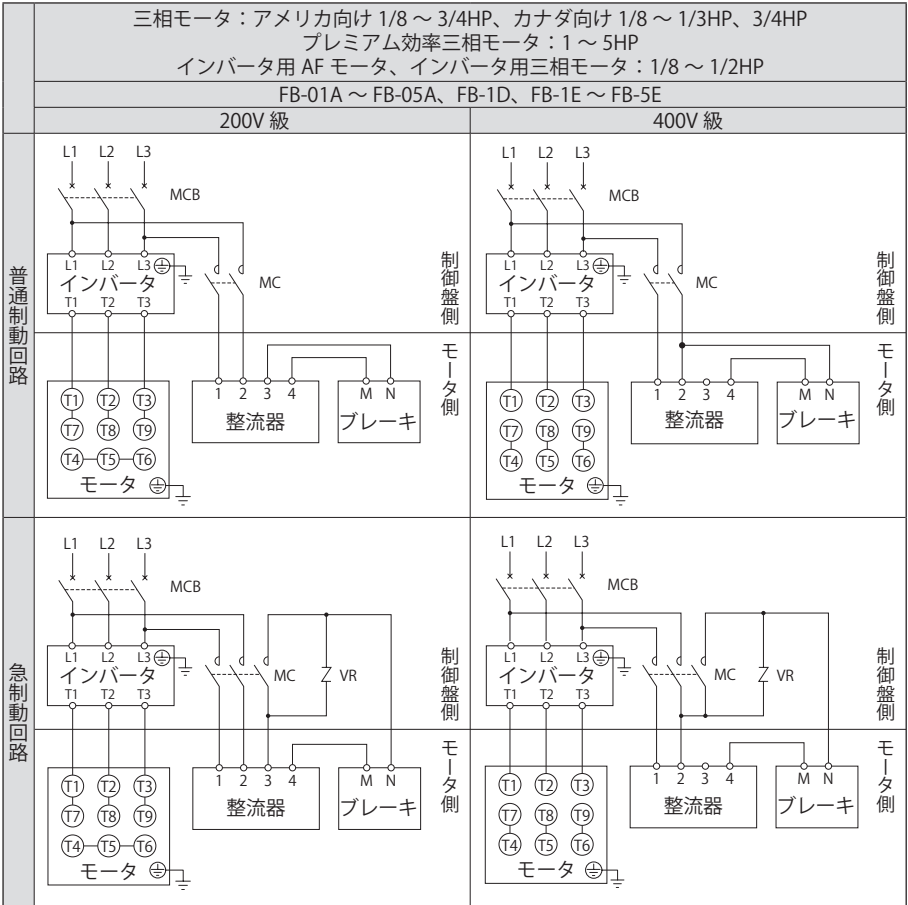 三相モータ：アメリカ向け 1/8 ～ 3/4HP、カナダ向け 1/8 ～ 1/3HP、3/4HP
プレミアム効率三相モータ：1 ～ 5HP
インバータ用 AF モータ、インバータ用三相モータ：1/8 ～ 1/2HP
FB-01A ～ FB-05A、FB-1D、FB-1E ～ FB-5E
200V 級 400V 級
普通制動回路
L1 L2 L3
MCB
L1 L2 L3
インバータ
T1 T2 T3
MC
制御盤側
モータ側
1 2 3 4
整流器
M N
ブレーキ
T1 T2 T3
T7 T8 T9
T4 T5 T6
モータ
L1 L2 L3
MCB
L1 L2 L3
インバータ
T1 T2 T3
MC
制御盤側
モータ側
1 2 3 4
整流器
M N
ブレーキ
T1 T2 T3
T7 T8 T9
T4 T5 T6
モータ
急制動回路
L1 L2 L3
MCB
L1 L2 L3
インバータ
T1 T2 T3
MC
VR
制御盤側
モータ側
1 2 3 4
整流器
M N
ブレーキ
T1 T2 T3
T7 T8 T9
T4 T5 T6
モータ
L1 L2 L3
MCB
L1 L2 L3
インバータ
T1 T2 T3
MC
VR
制御盤側
モータ側
1 2 3 4
整流器
M N
ブレーキ
T1 T2 T3
T7 T8 T9
T4 T5 T6
モータ